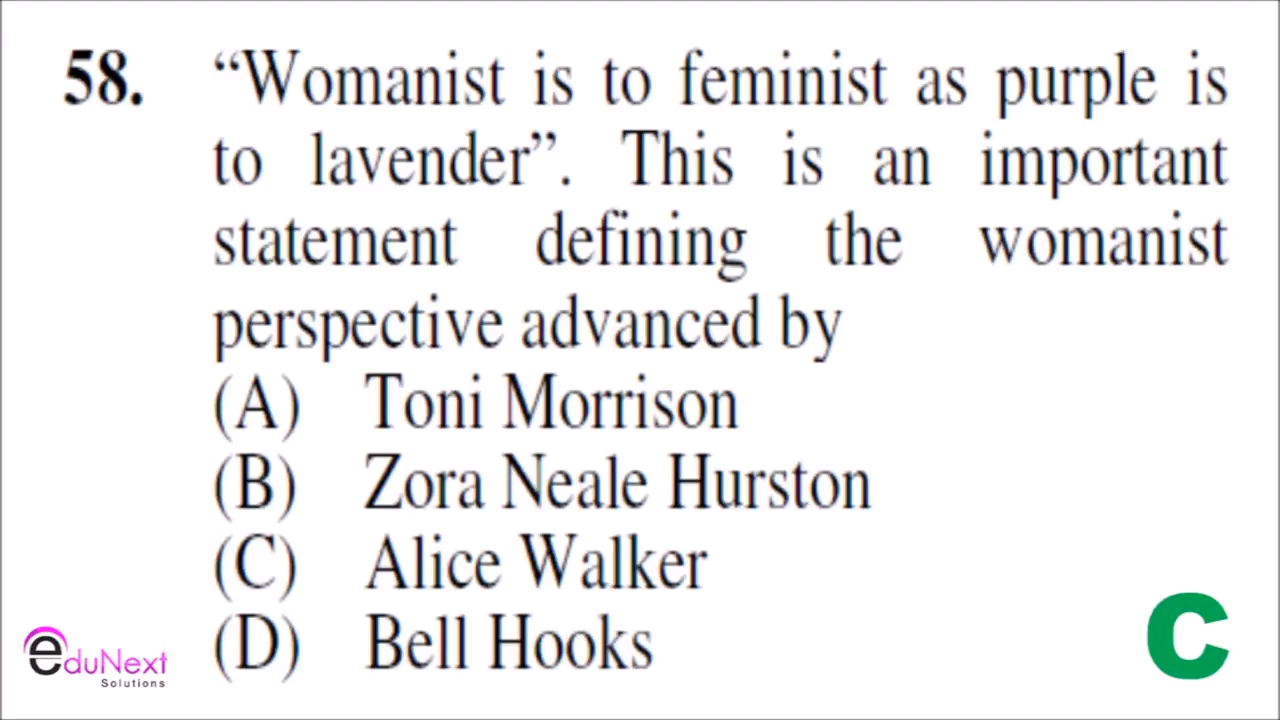 58. “Womanist is to feminist as purple is
to lavender”. This is an important
statement defining the womanist
perspective advanced by
(A) Toni Morrison
(B) Zora Neale Hurston
(C) Alice Walker
(D) Bell Hooks
eduNext
Solutions
C